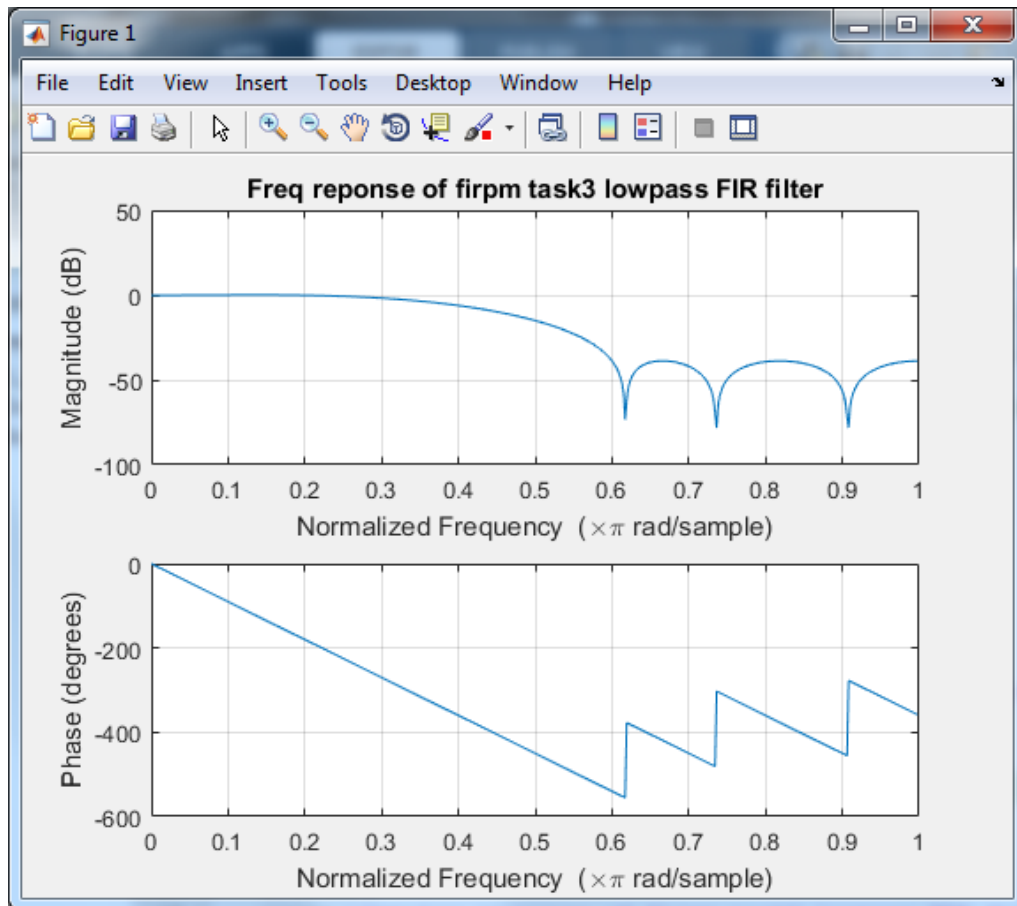 Figure 1
File Edit View Insert Tools Desktop Window Help
Freq reponse of firpm task3 lowpass FIR filter
50
0
-50
-100
Magnitude (dB)
0 0.1 0.2 0.3 0.4 0.5 0.6 0.7 0.8 0.9 1
Normalized Frequency (×π rad/sample)
0
-200
-400
-600
Phase (degrees)
0 0.1 0.2 0.3 0.4 0.5 0.6 0.7 0.8 0.9 1
Normalized Frequency (×π rad/sample)